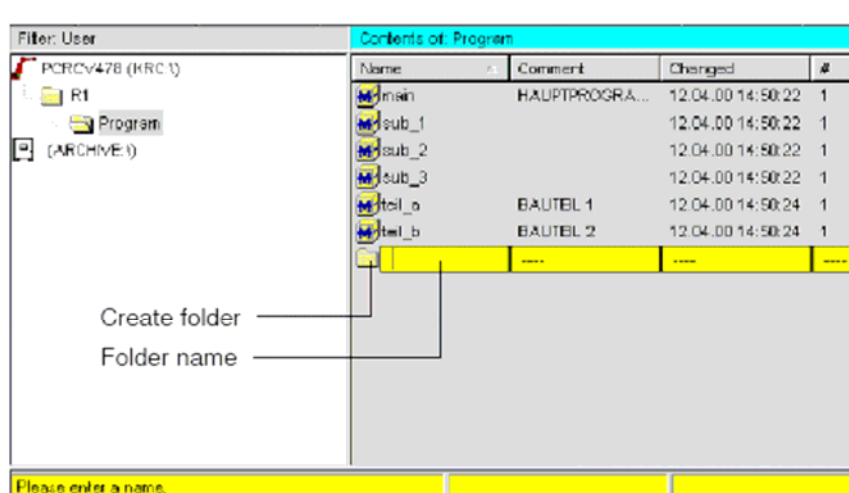 Filter: User
Contents of: Program
PCRCV478 (KRC:\)
Name Comment Changed #
main HAUPTPROGRA... 12.04.00 14:50:22 1
R1
sub_1 12.04.00 14:50:22 1
Program
sub_2 12.04.00 14:50:22 1
(ARCHIVE:\)
sub_3 12.04.00 14:50:22 1
teil_a BAUTEIL 1 12.04.00 14:50:24 1
teil_b BAUTEIL 2 12.04.00 14:50:24 1
---- ---- ----
Create folder
Folder name
Please enter a name.